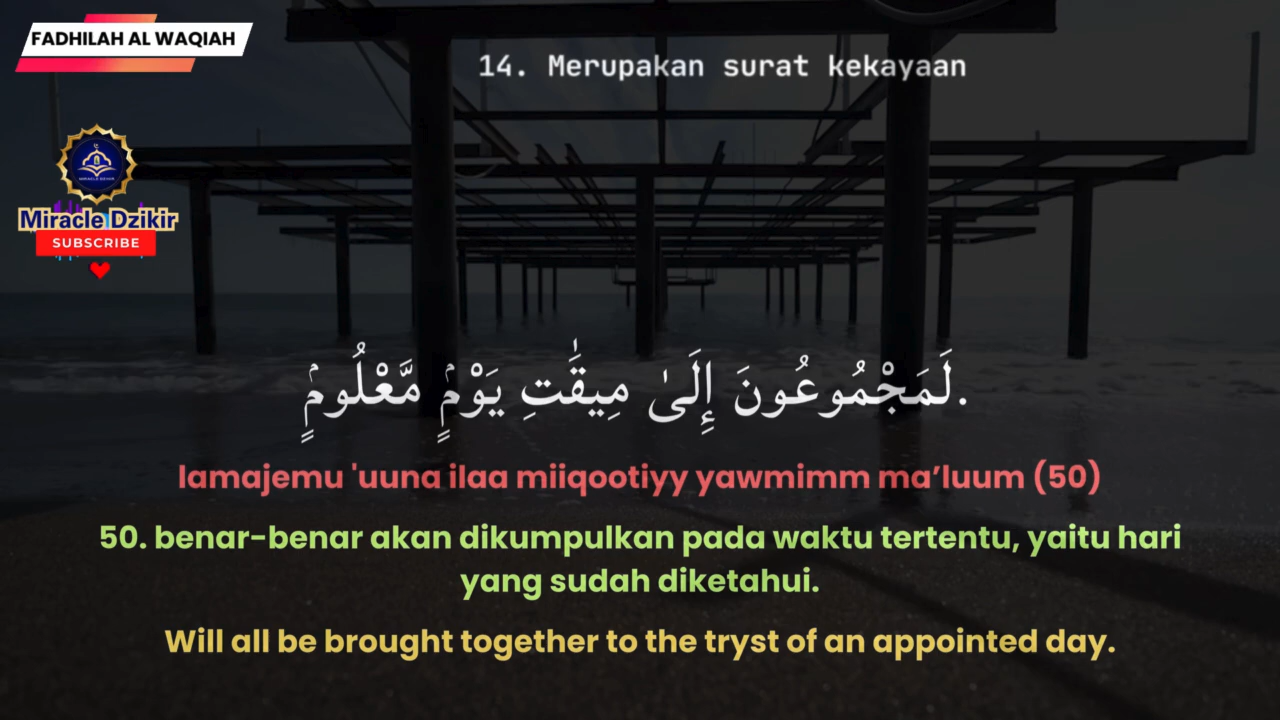 FADHILAH AL WAQIAH
14. Merupakan surat kekayaan
Miracle Dzikir
SUBSCRIBE
لَمَجْمُوعُونَ إِلَىٰ مِيقَٰتِ يَوْمٍۢ مَّعْلُومٍۢ.
lamajemu 'uuna ilaa miiqootiyy yawmimm ma’luum (50)
50. benar-benar akan dikumpulkan pada waktu tertentu, yaitu hari
yang sudah diketahui.
Will all be brought together to the tryst of an appointed day.